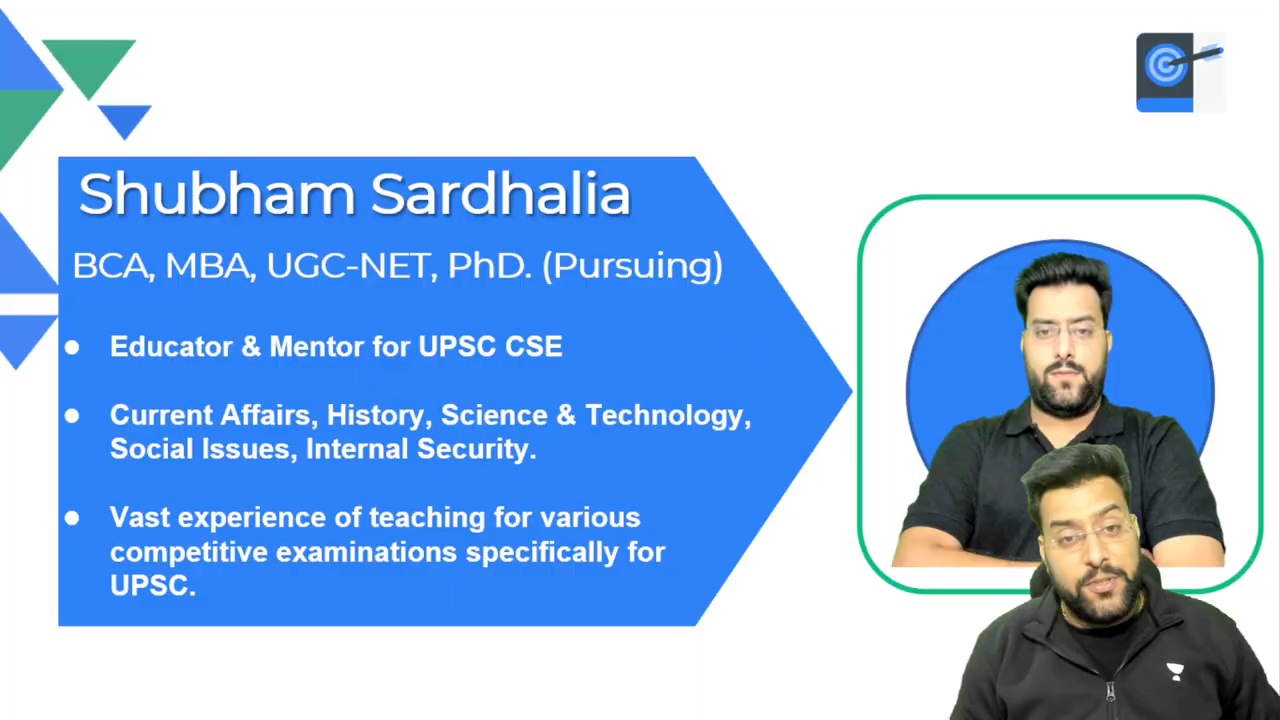 Shubham Sardhalia
BCA, MBA, UGC-NET, PhD. (Pursuing)
● Educator & Mentor for UPSC CSE
● Current Affairs, History, Science & Technology,
Social Issues, Internal Security.
● Vast experience of teaching for various
competitive examinations specifically for
UPSC.